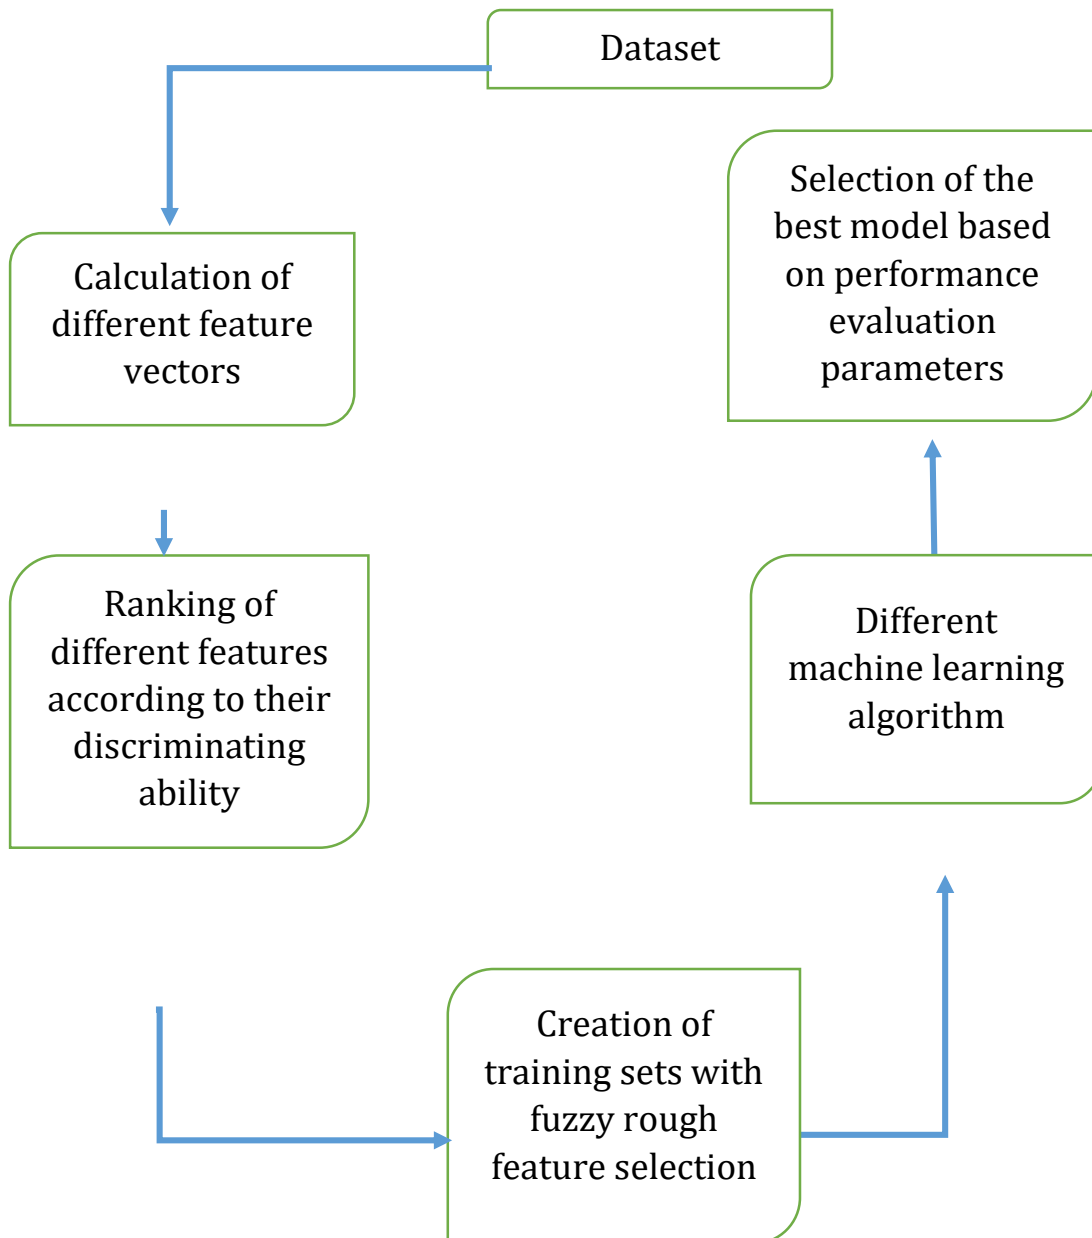 Dataset
Calculation of
different feature
vectors
Ranking of
different features
according to their
discriminating
ability
Creation of
training sets with
fuzzy rough
feature selection
Different
machine learning
algorithm
Selection of the
best model based
on performance
evaluation
parameters